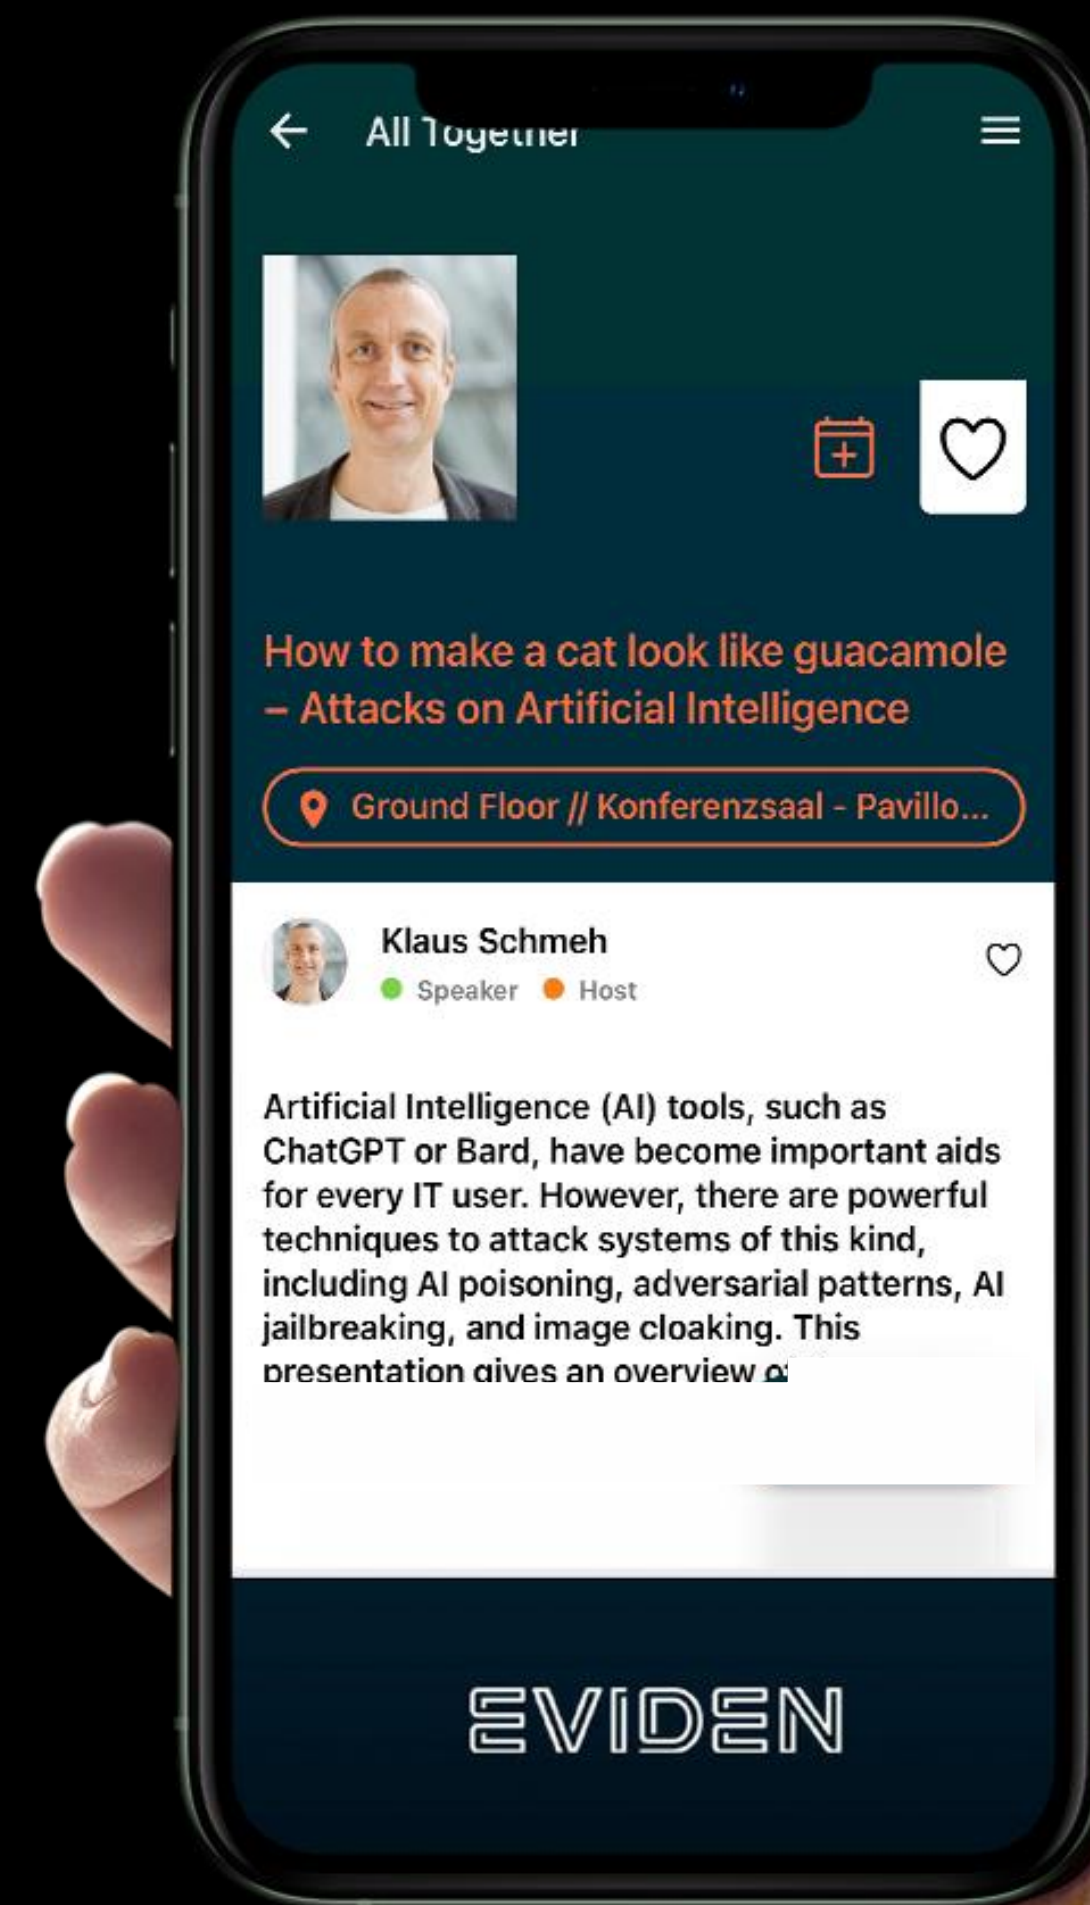 All Together
How to make a cat look like guacamole
– Attacks on Artificial Intelligence
Ground Floor // Konferenzsaal - Pavillo...
Klaus Schmeh
Speaker Host
Artificial Intelligence (AI) tools, such as
ChatGPT or Bard, have become important aids
for every IT user. However, there are powerful
techniques to attack systems of this kind,
including AI poisoning, adversarial patterns, AI
jailbreaking, and image cloaking. This
presentation gives an overview
EVIDEN